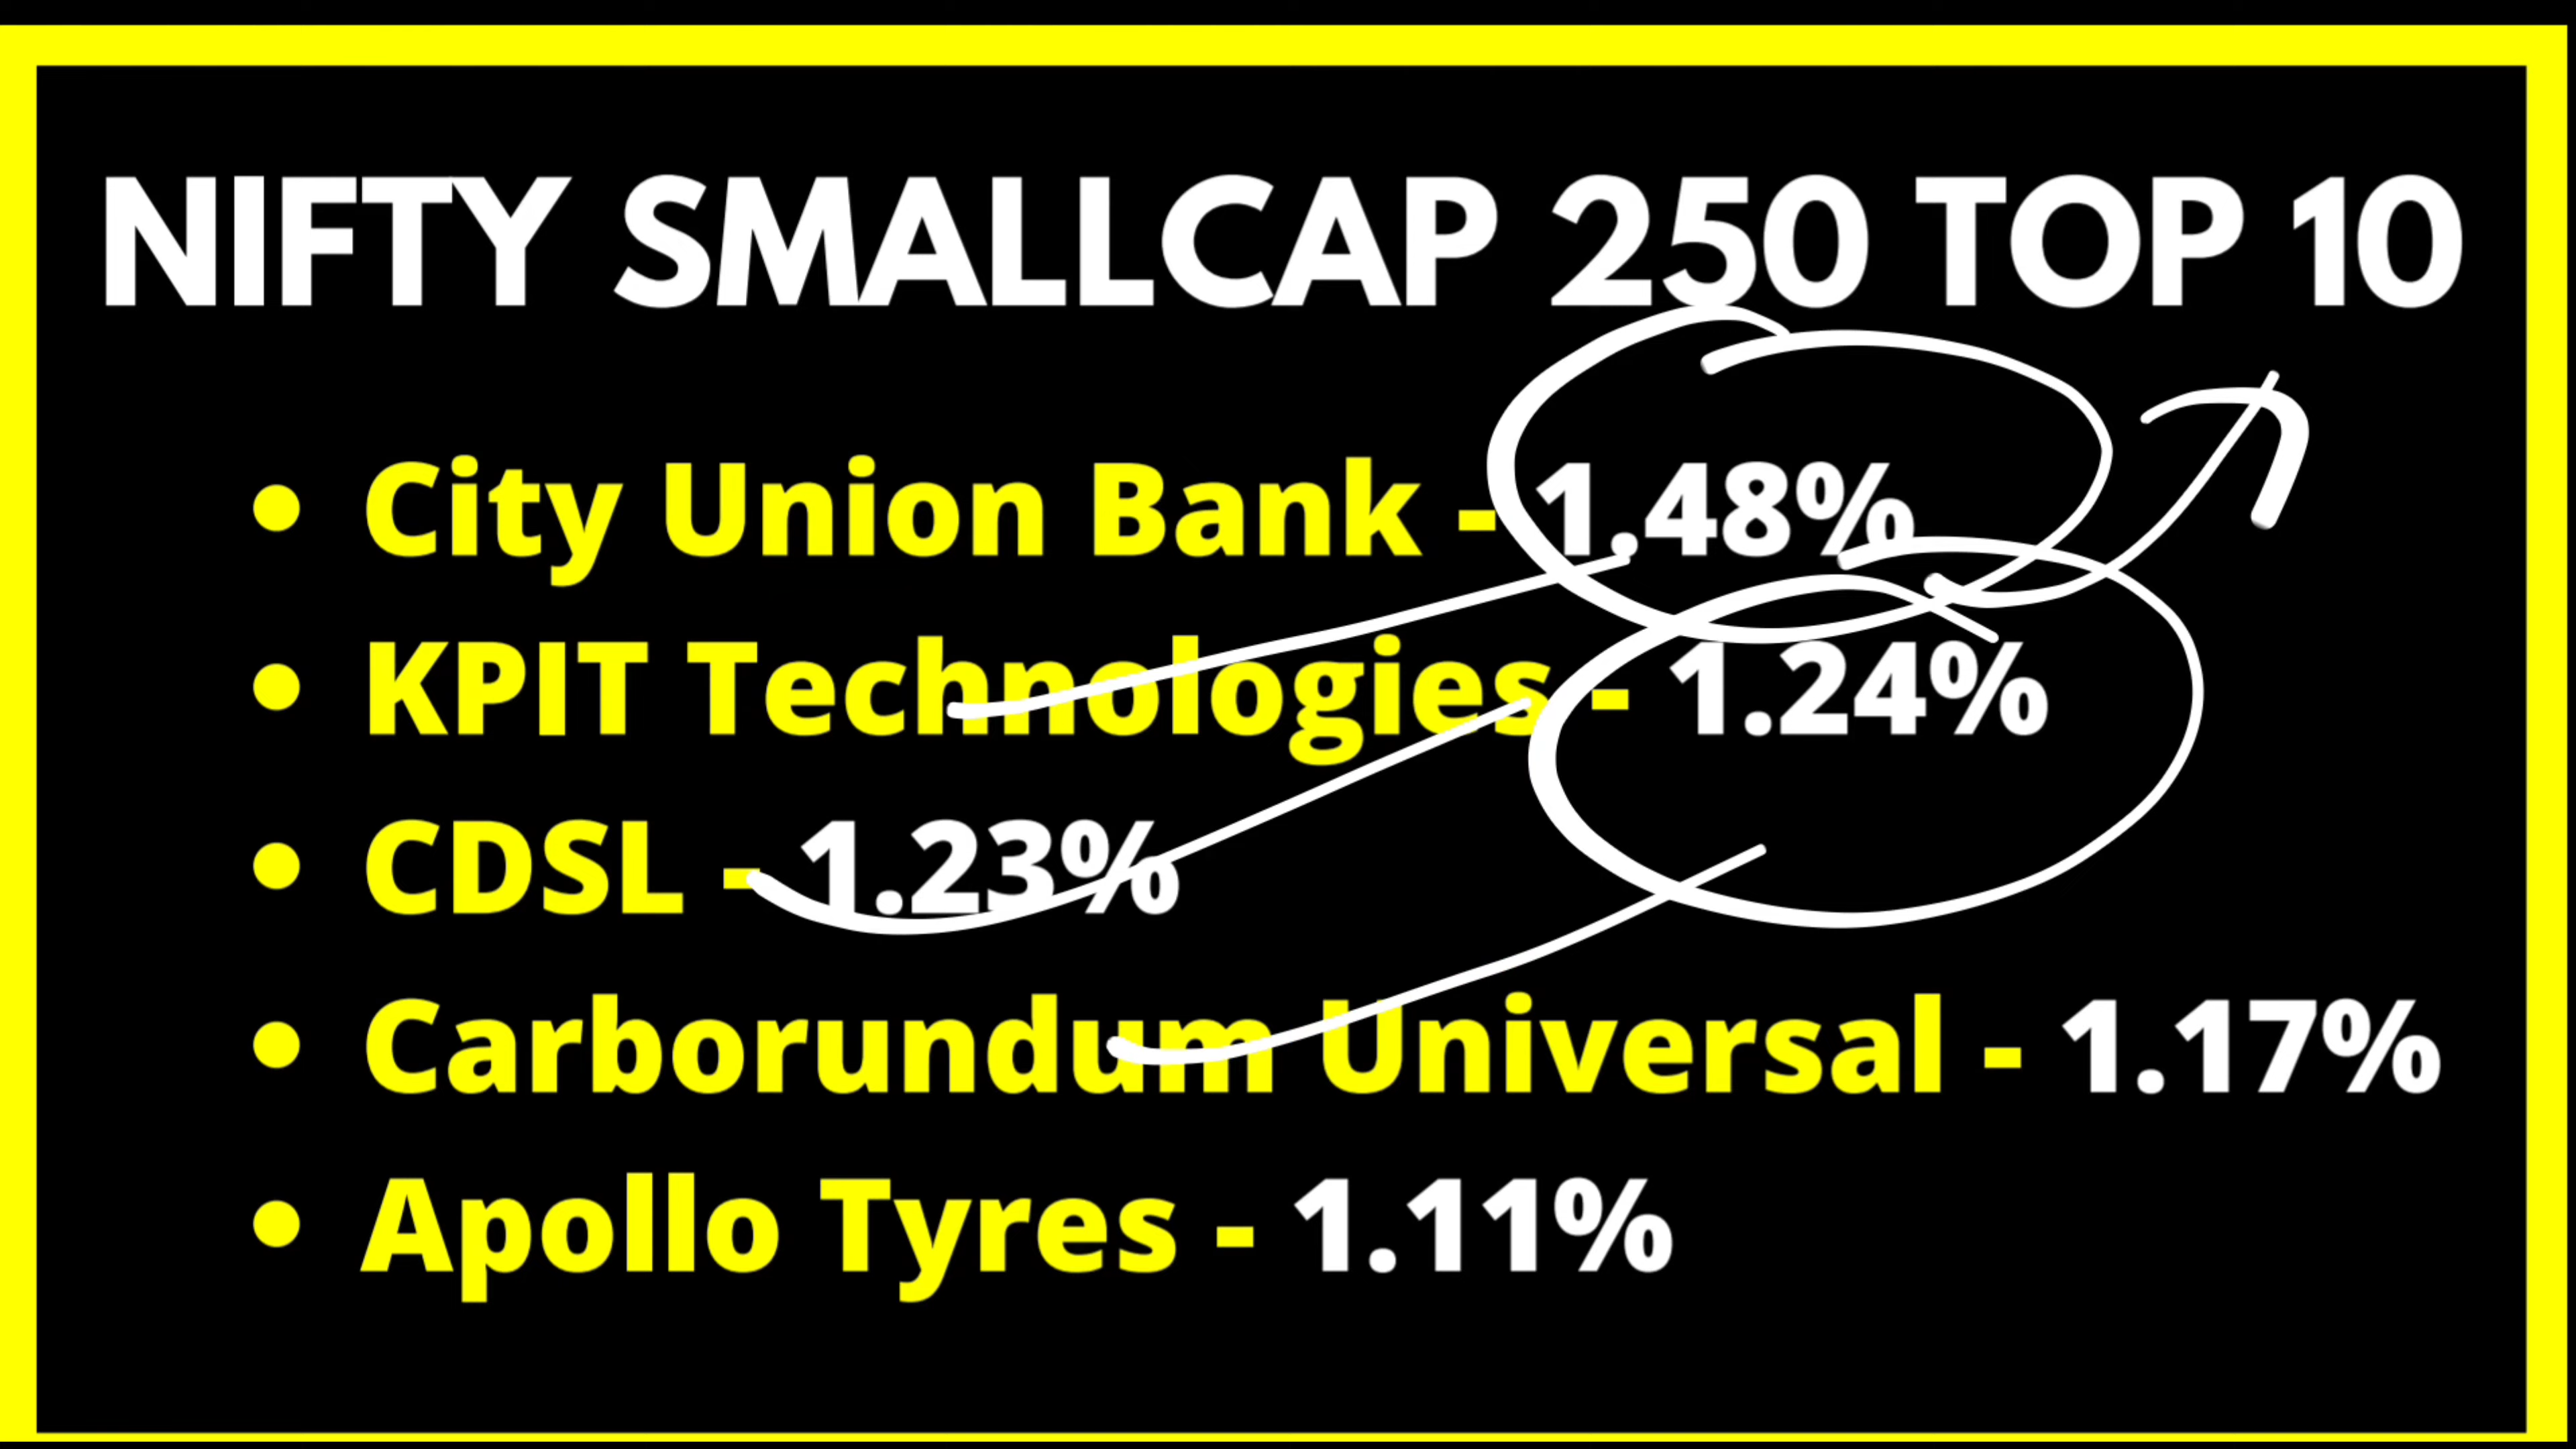 NIFTY SMALLCAP 250 TOP 10
• City Union Bank - 1.48%
• KPIT Technologies - 1.24%
• CDSL - 1.23%
• Carborundum Universal - 1.17%
• Apollo Tyres - 1.11%